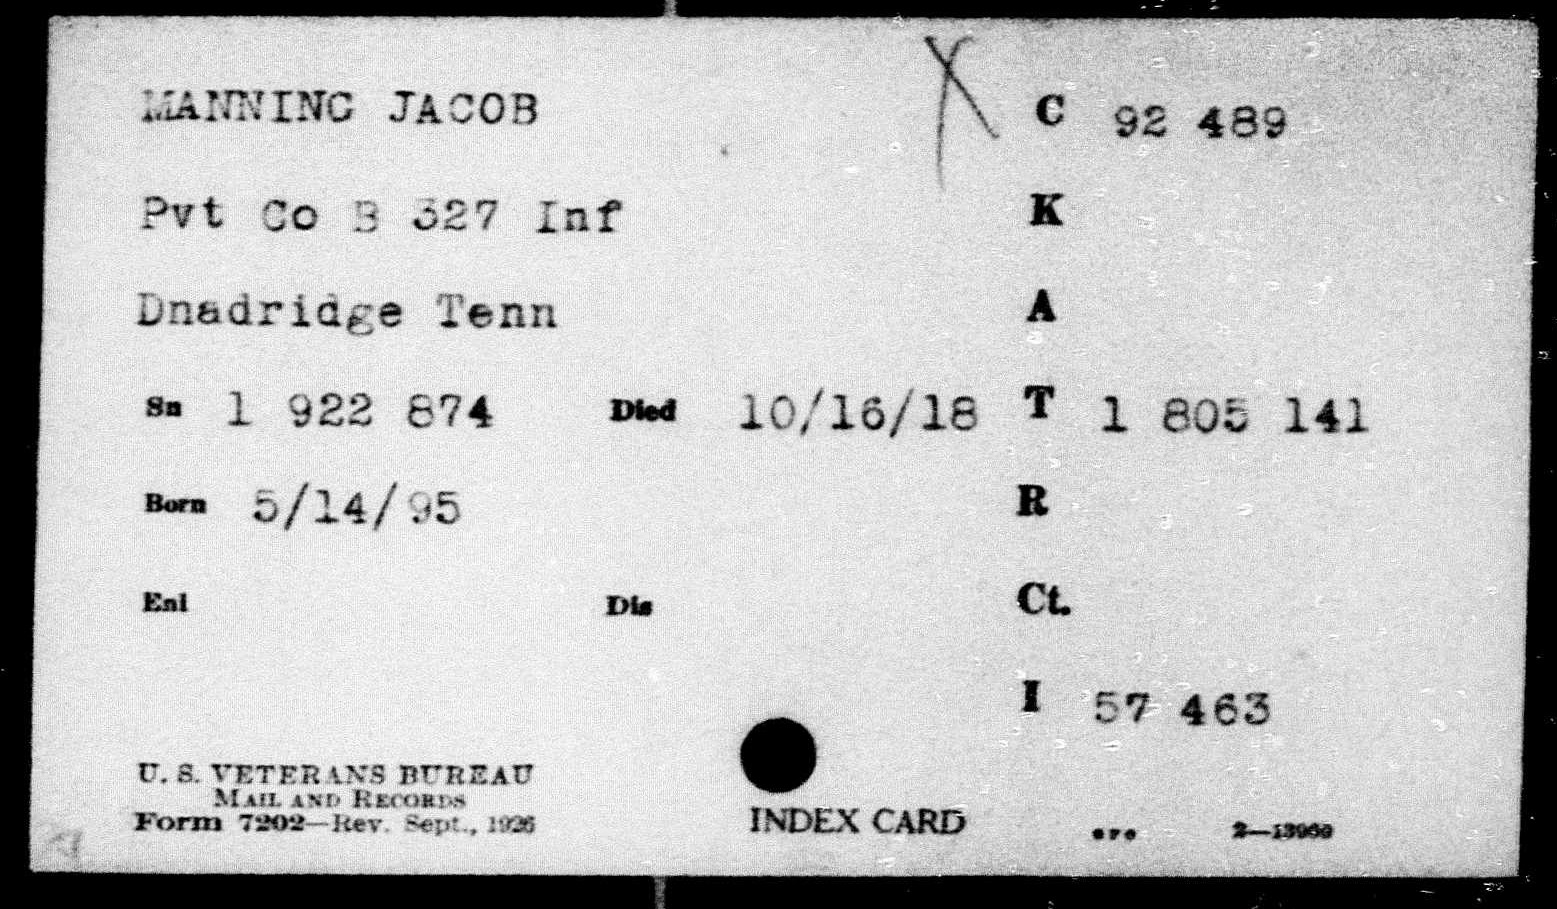 MANNING JACOB X C 92 489
Pvt Co B 327 Inf K
Dnadridge Tenn A
Sn 1 922 874 Died 10/16/18 T 1 805 141
Born 5/14/95 R
Enl Dis Ct.
I 57 463
U. S. VETERANS BUREAU
MAIL AND RECORDS
Form 7202—Rev. Sept., 1926
INDEX CARD 2—13969